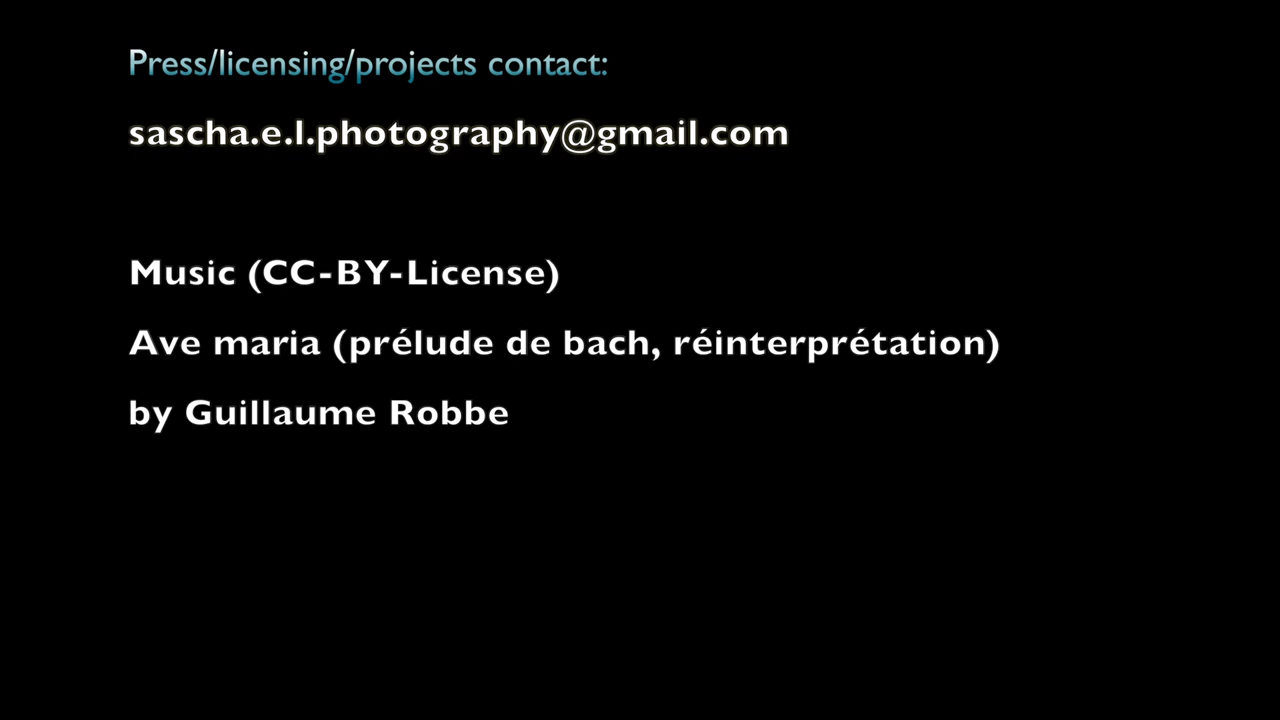 Press/licensing/projects contact:
sascha.e.l.photography@gmail.com
Music (CC-BY-License)
Ave maria (prélude de bach, réinterprétation)
by Guillaume Robbe